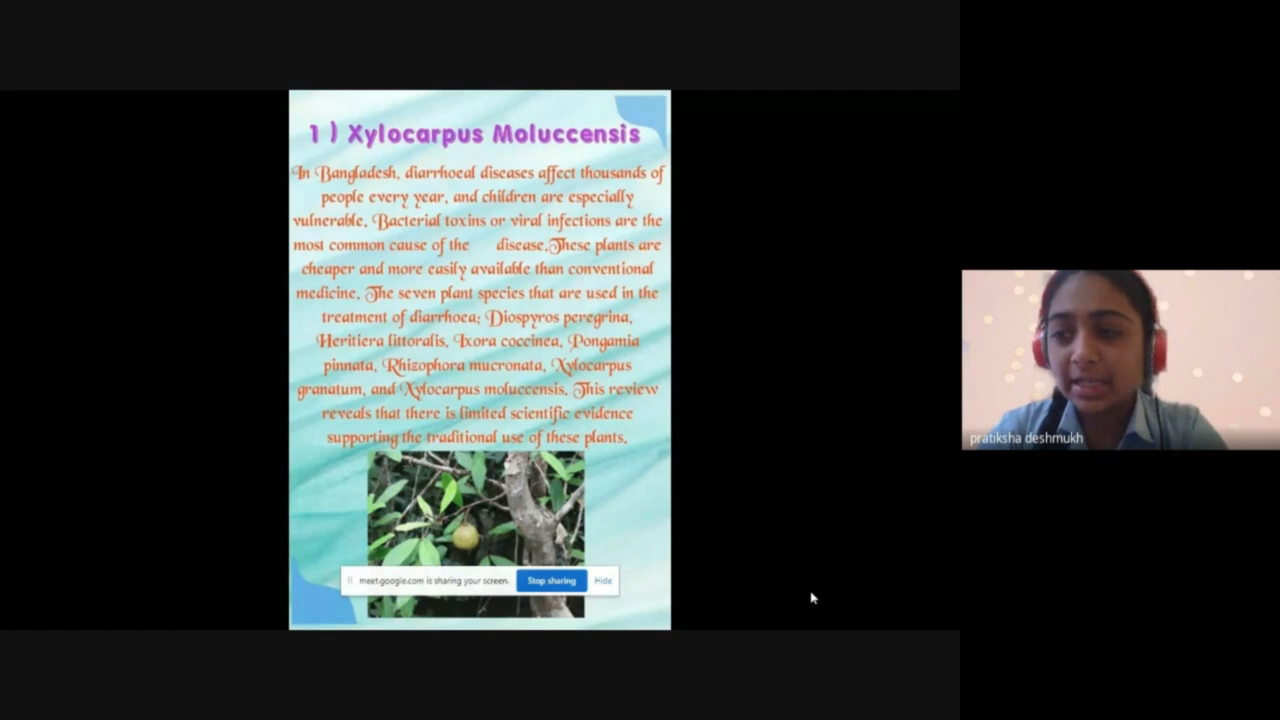 1 ) Xylocarpus Moluccensis
In Bangladesh, diarrhoeal diseases affect thousands of
people every year, and children are especially
vulnerable. Bacterial toxins or viral infections are the
most common cause of the disease.These plants are
cheaper and more easily available than conventional
medicine. The seven plant species that are used in the
treatment of diarrhoea: Diospyros peregrina,
Heritiera littoralis, Ixora coccinea, Pongamia
pinnata, Rhizophora mucronata, Xylocarpus
granatum, and Xylocarpus moluccensis. This review
reveals that there is limited scientific evidence
supporting the traditional use of these plants.
meet.google.com is sharing your screen. Stop sharing Hide
pratiksha deshmukh